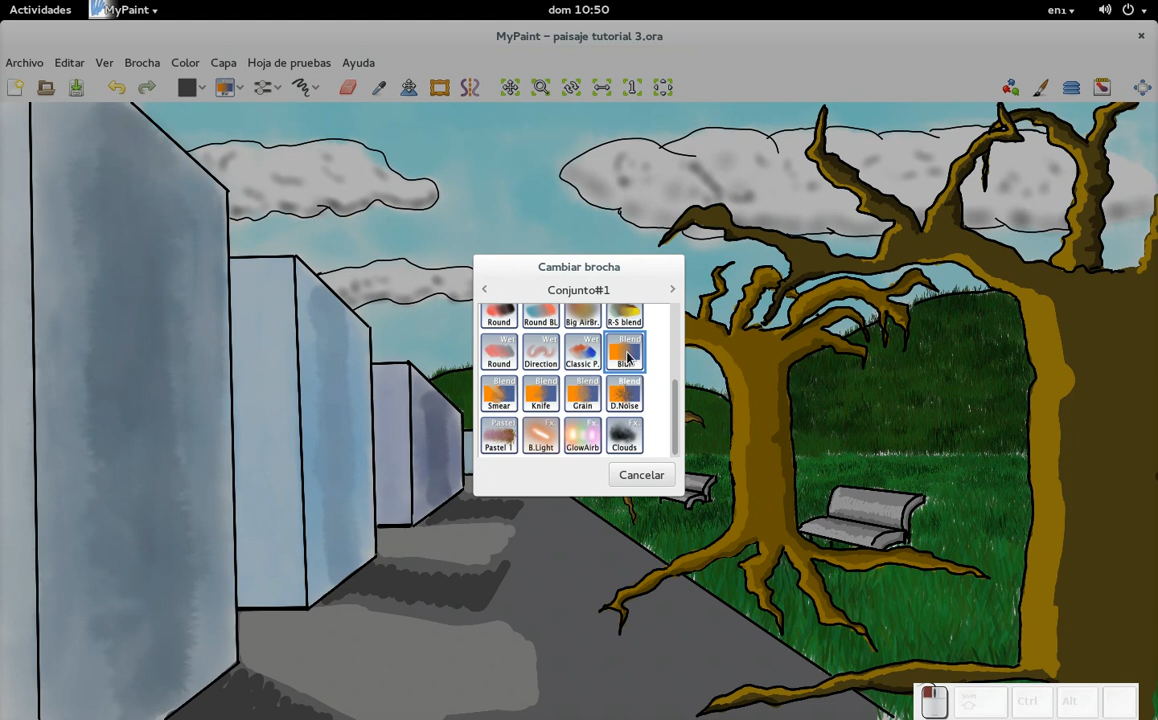 Actividades MyPaint dom 10:50 en1
MyPaint – paisaje tutorial 3.ora
Archivo Editar Ver Brocha Color Capa Hoja de pruebas Ayuda
Cambiar brocha
Conjunto#1
Round Round BL Big AirBr. R-S blend
Wet Wet Wet Blend
Round Direction Classic P. Blur
Blend Blend Blend Blend
Smear Knife Grain D.Noise
Pastel Fx. Fx. Fx.
Pastel 1 B.Light GlowAirb Clouds
Cancelar
Ctrl Alt